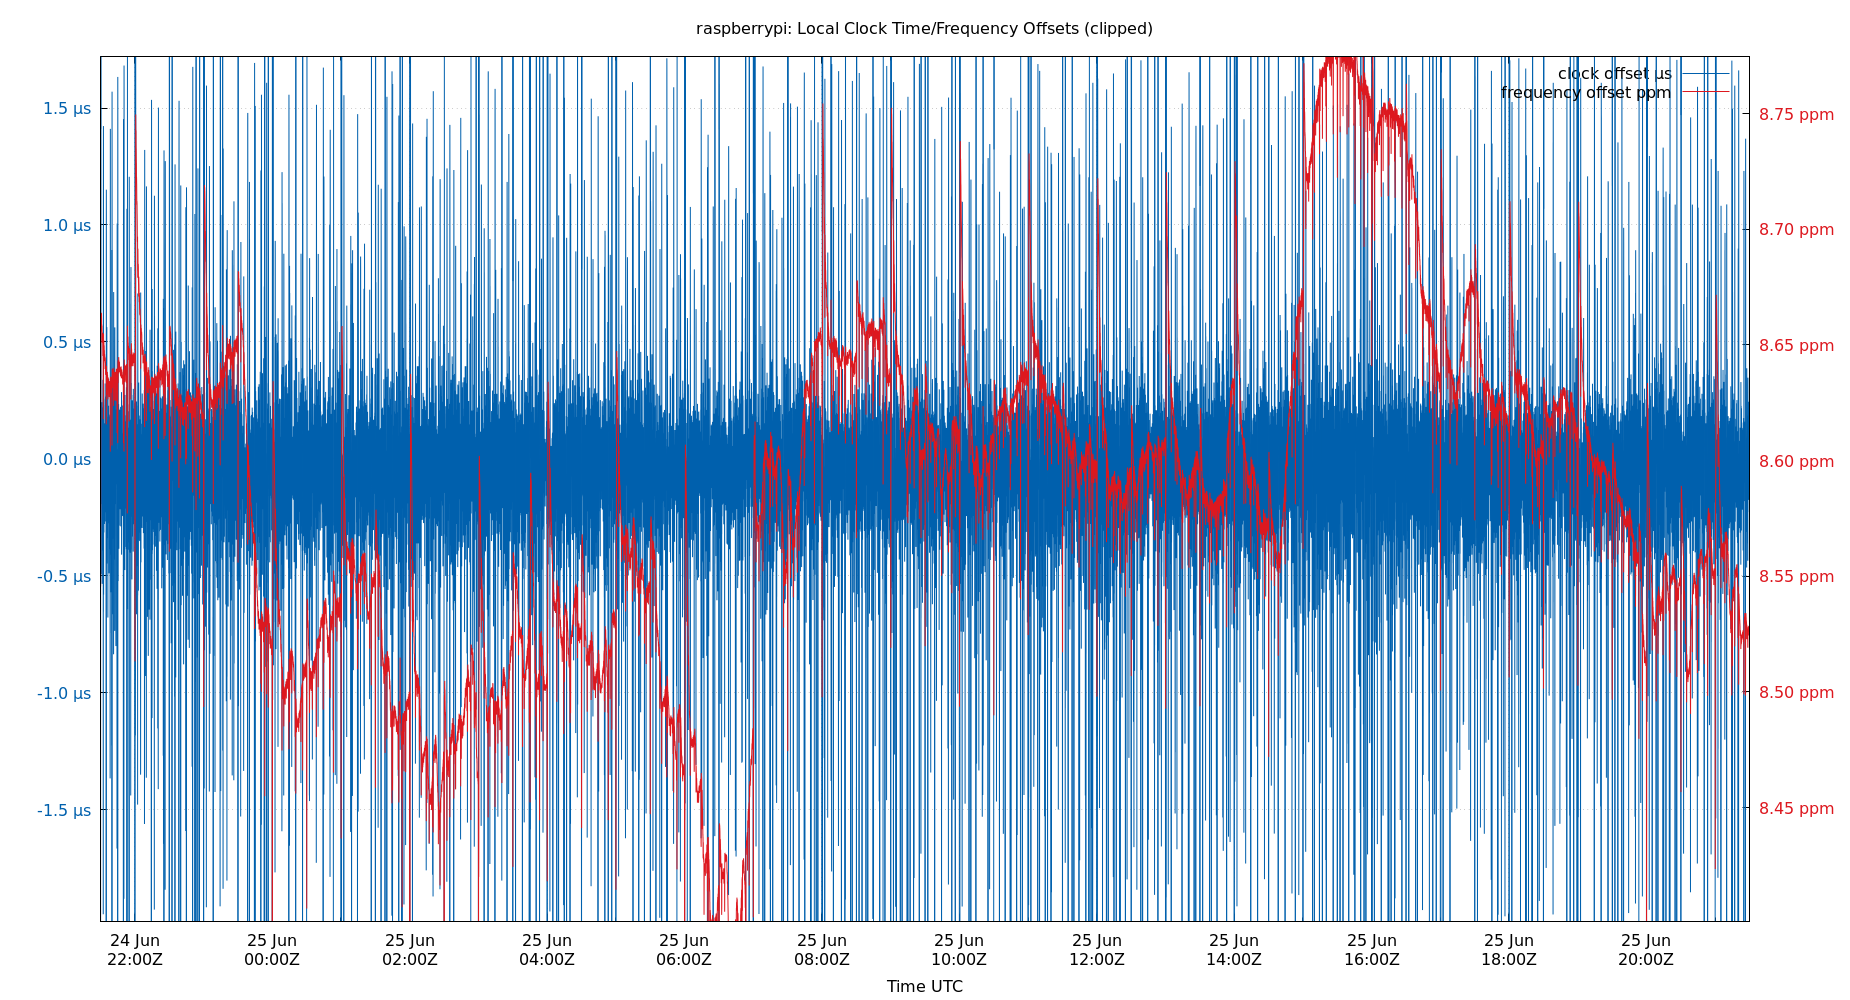 raspberrypi: Local Clock Time/Frequency Offsets (clipped)
clock offset µs
frequency offset ppm
1.5 µs
1.0 µs
0.5 µs
0.0 µs
-0.5 µs
-1.0 µs
-1.5 µs
8.75 ppm
8.70 ppm
8.65 ppm
8.60 ppm
8.55 ppm
8.50 ppm
8.45 ppm
24 Jun
22:00Z
25 Jun
00:00Z
25 Jun
02:00Z
25 Jun
04:00Z
25 Jun
06:00Z
25 Jun
08:00Z
25 Jun
10:00Z
25 Jun
12:00Z
25 Jun
14:00Z
25 Jun
16:00Z
25 Jun
18:00Z
25 Jun
20:00Z
Time UTC